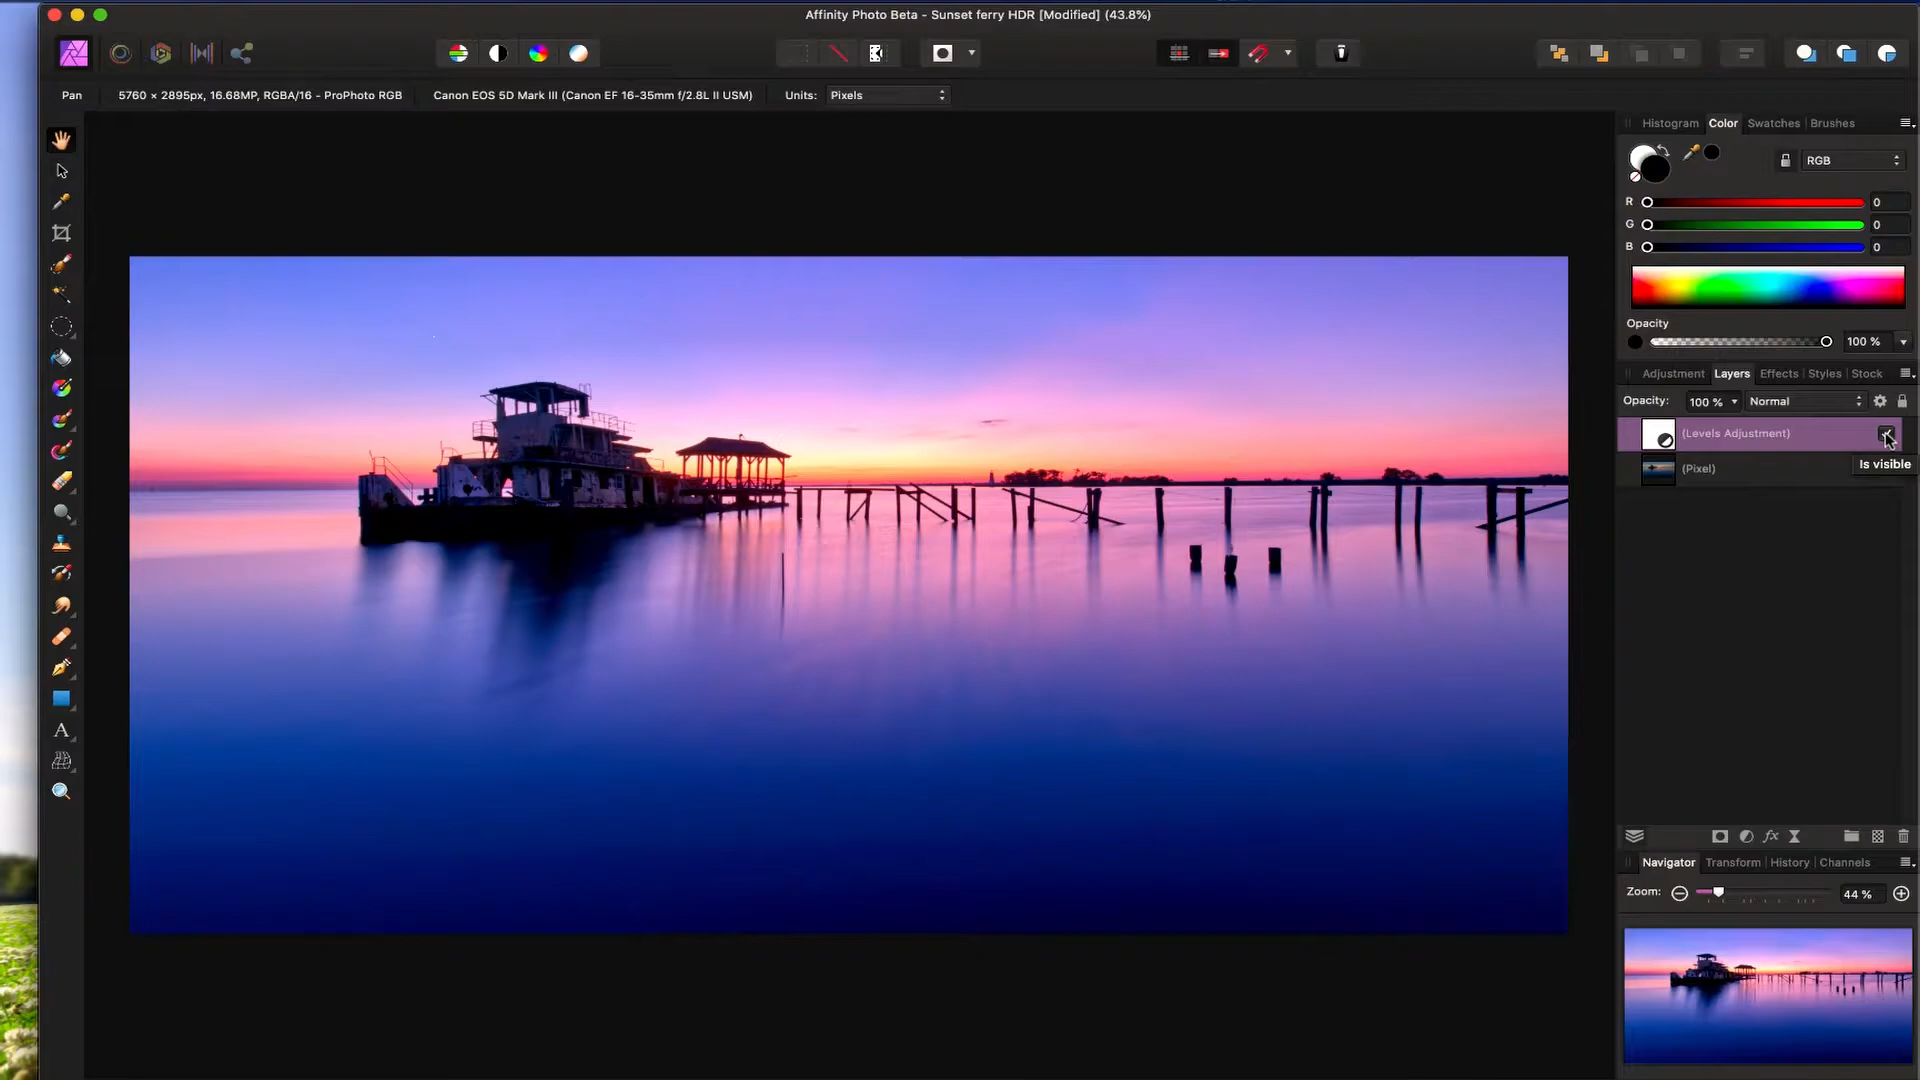 Affinity Photo Beta - Sunset ferry HDR [Modified] (43.8%)
Pan
5760 × 2895px, 16.68MP, RGBA/16 - ProPhoto RGB
Canon EOS 5D Mark III (Canon EF 16-35mm f/2.8L II USM)
Units:
Pixels
Histogram
Color
Swatches
Brushes
RGB
R
0
G
0
B
0
Opacity
100 %
Adjustment
Layers
Effects
Styles
Stock
Opacity:
100 %
Normal
(Levels Adjustment)
Is visible
(Pixel)
fx
Navigator
Transform
History
Channels
Zoom:
44 %
A